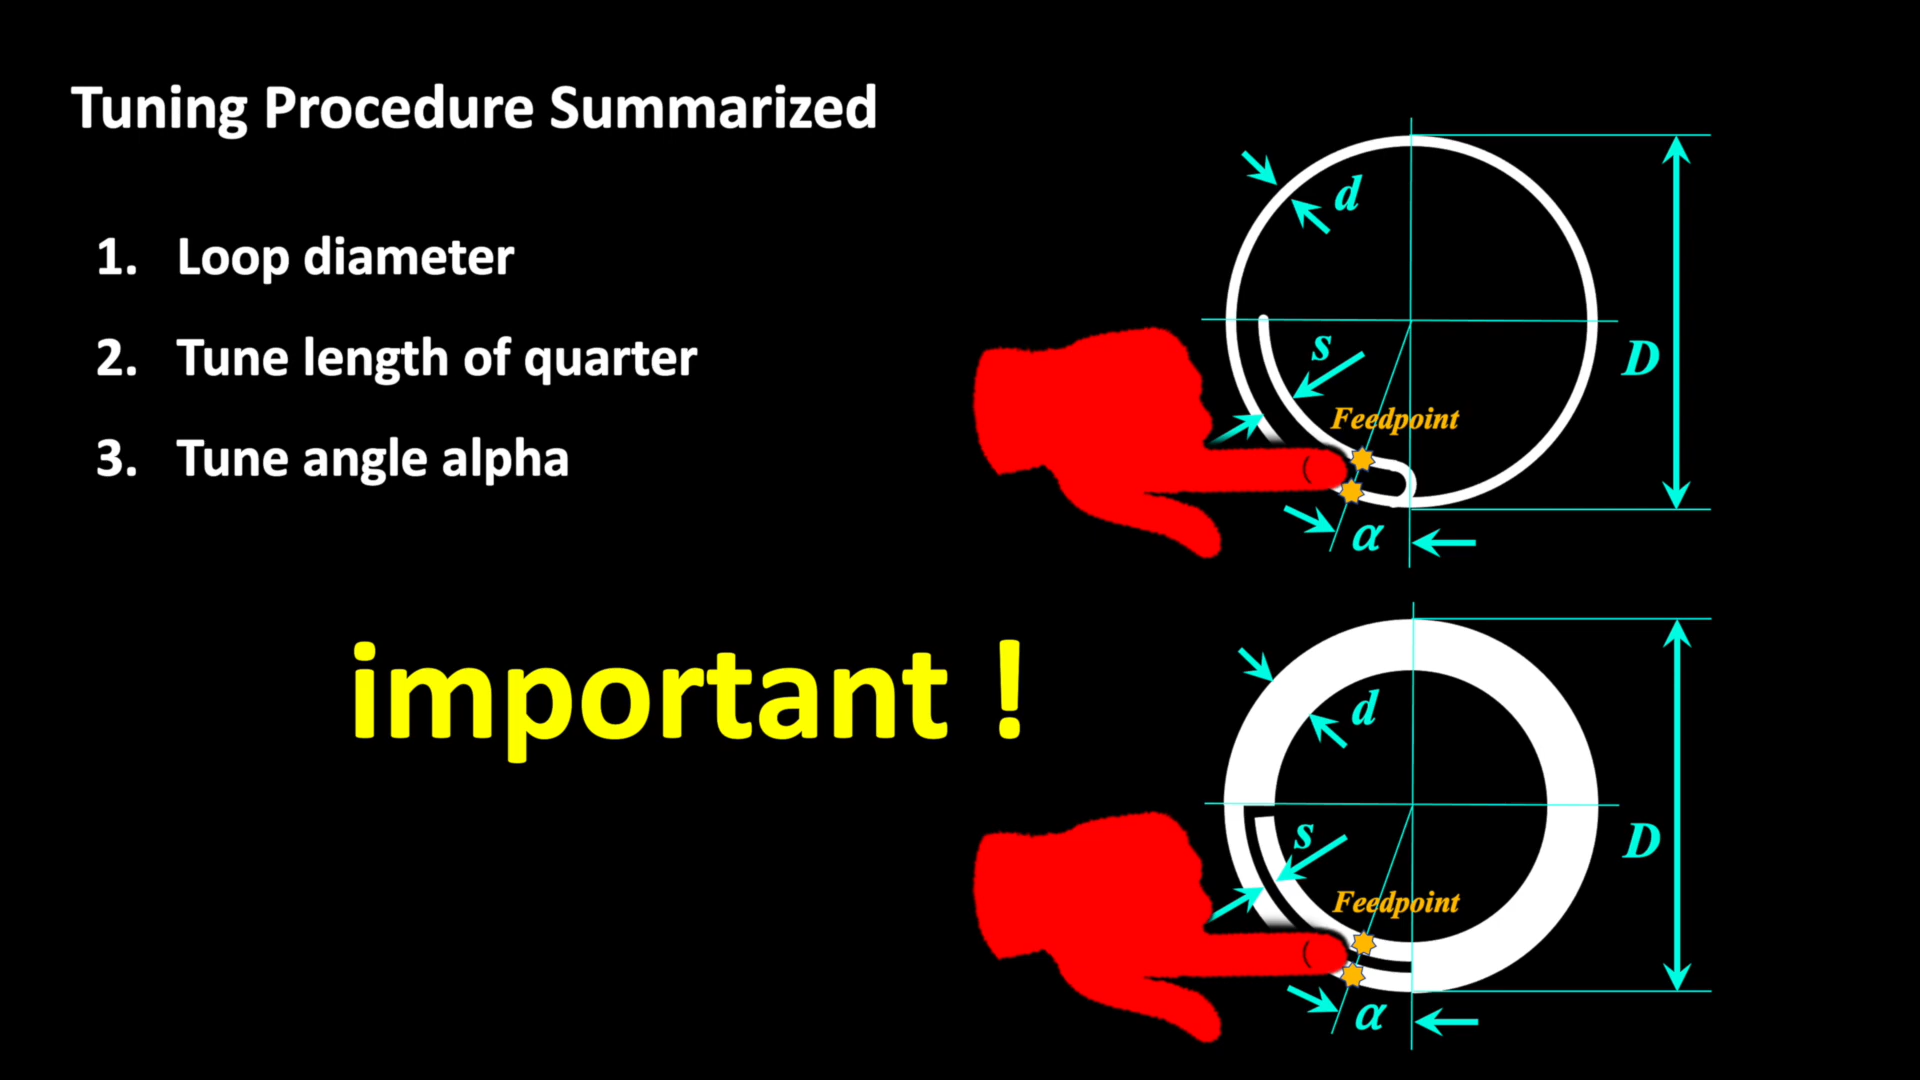 Tuning Procedure Summarized
1. Loop diameter
2. Tune length of quarter
3. Tune angle alpha
important !
d
s
D
Feedpoint
α
d
s
D
Feedpoint
α